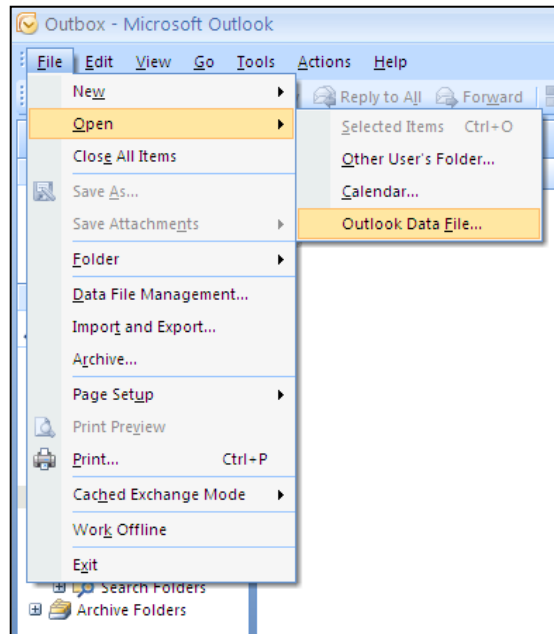 Outbox - Microsoft Outlook
File Edit View Go Tools Actions Help
New
Reply to All Forward
Open
Selected Items Ctrl+O
Close All Items
Other User's Folder...
Save As...
Calendar...
Save Attachments
Outlook Data File...
Folder
Data File Management...
Import and Export...
Archive...
Page Setup
Print Preview
Print... Ctrl+P
Cached Exchange Mode
Work Offline
Exit
Search Folders
Archive Folders